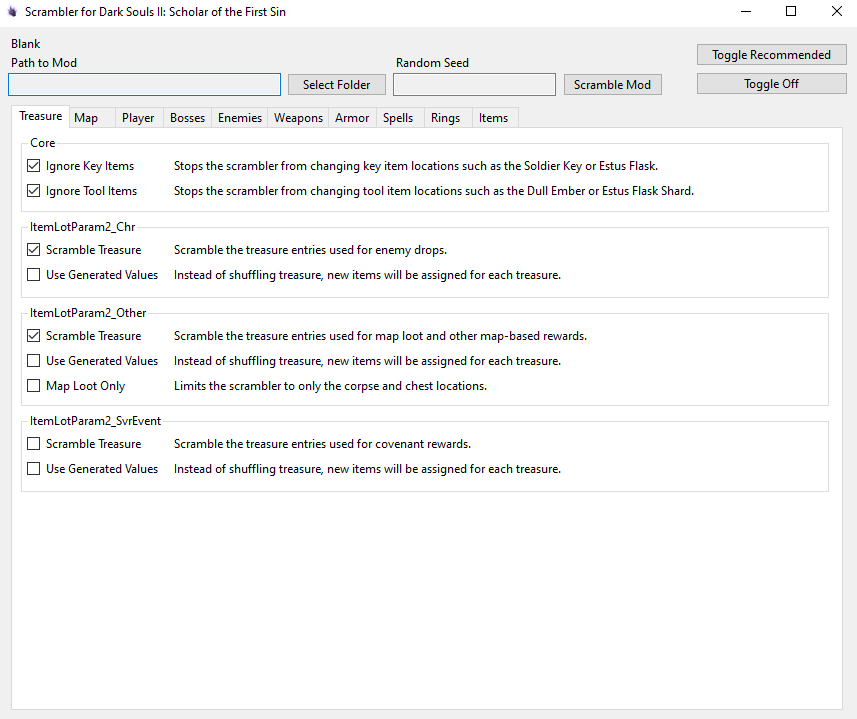 Scrambler for Dark Souls II: Scholar of the First Sin
Blank
Path to Mod
Random Seed
Toggle Recommended
Select Folder
Scramble Mod
Toggle Off
Treasure Map Player Bosses Enemies Weapons Armor Spells Rings Items
Core
Ignore Key Items Stops the scrambler from changing key item locations such as the Soldier Key or Estus Flask.
Ignore Tool Items Stops the scrambler from changing tool item locations such as the Dull Ember or Estus Flask Shard.
ItemLotParam2_Chr
Scramble Treasure Scramble the treasure entries used for enemy drops.
Use Generated Values Instead of shuffling treasure, new items will be assigned for each treasure.
ItemLotParam2_Other
Scramble Treasure Scramble the treasure entries used for map loot and other map-based rewards.
Use Generated Values Instead of shuffling treasure, new items will be assigned for each treasure.
Map Loot Only Limits the scrambler to only the corpse and chest locations.
ItemLotParam2_SvrEvent
Scramble Treasure Scramble the treasure entries used for covenant rewards.
Use Generated Values Instead of shuffling treasure, new items will be assigned for each treasure.